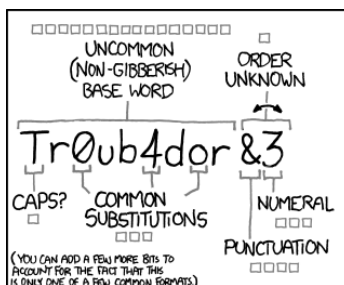 UNCOMMON
(NON-GIBBERISH)
BASE WORD
ORDER
UNKNOWN
Tr0ub4dor &3
CAPS?
COMMON
SUBSTITUTIONS
NUMERAL
PUNCTUATION
(YOU CAN ADD A FEW MORE BITS TO
ACCOUNT FOR THE FACT THAT THIS
IS ONLY ONE OF A FEW COMMON FORMATS.)